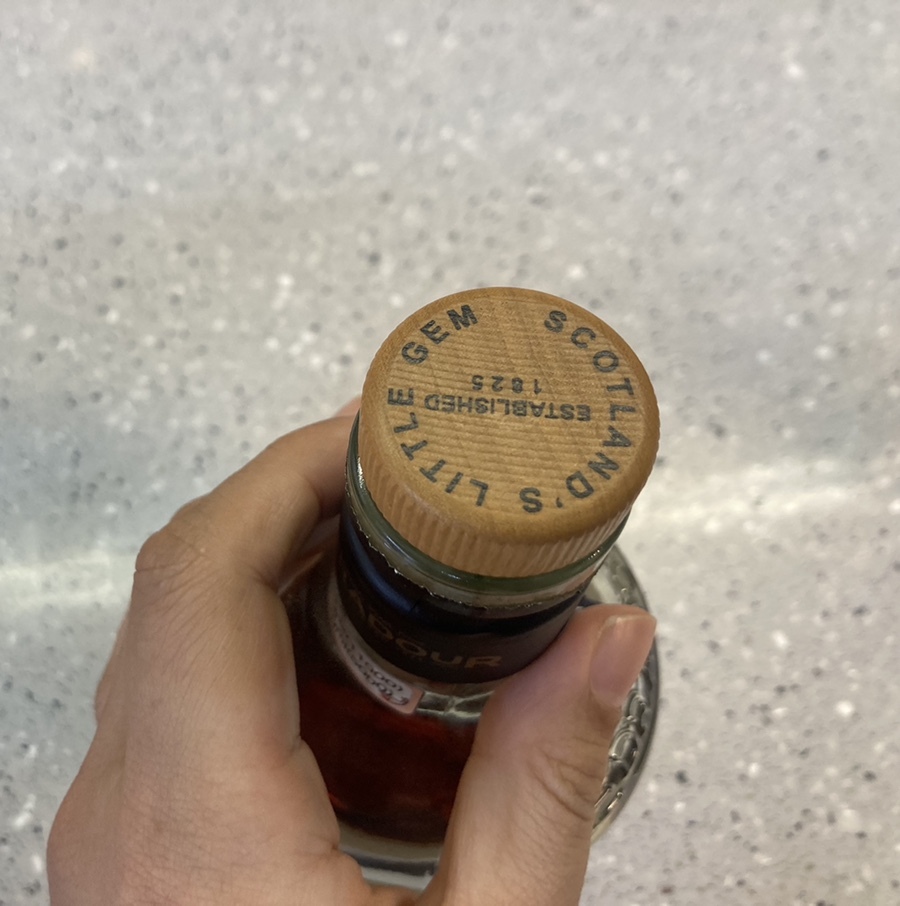 SCOTLAND'S LITTLE GEM
ESTABLISHED
1825